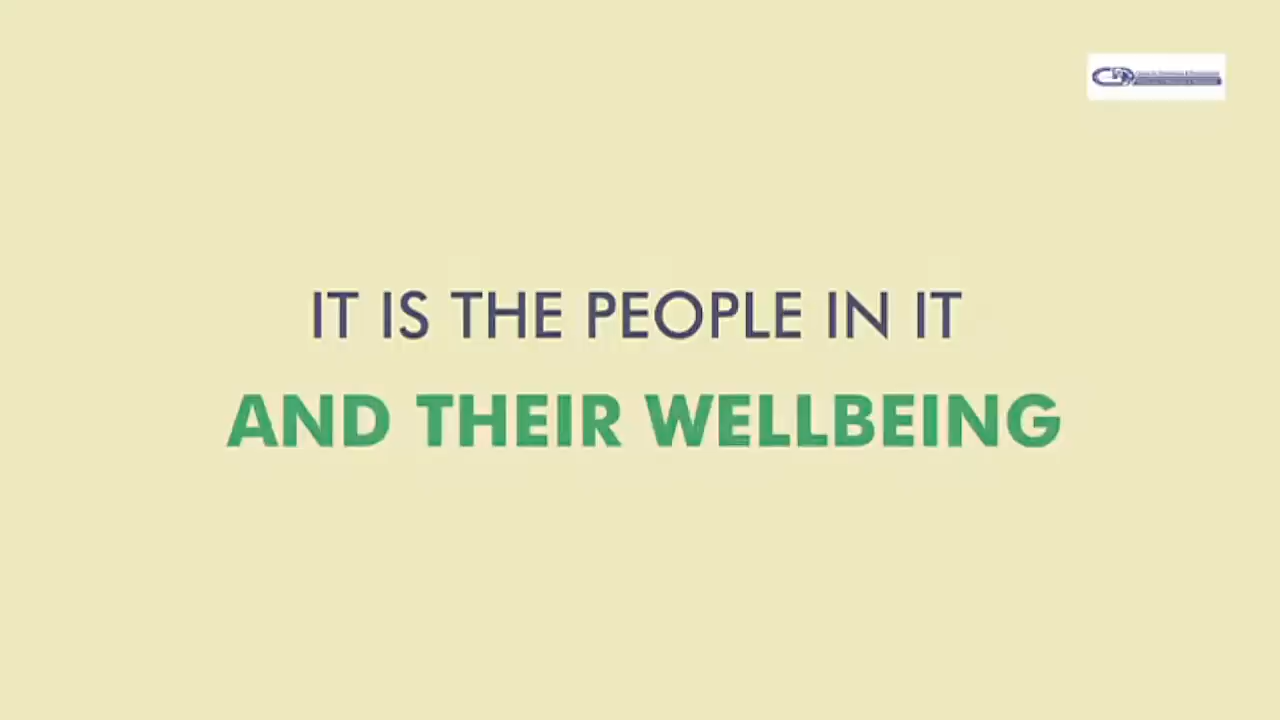 IT IS THE PEOPLE IN IT
AND THEIR WELLBEING